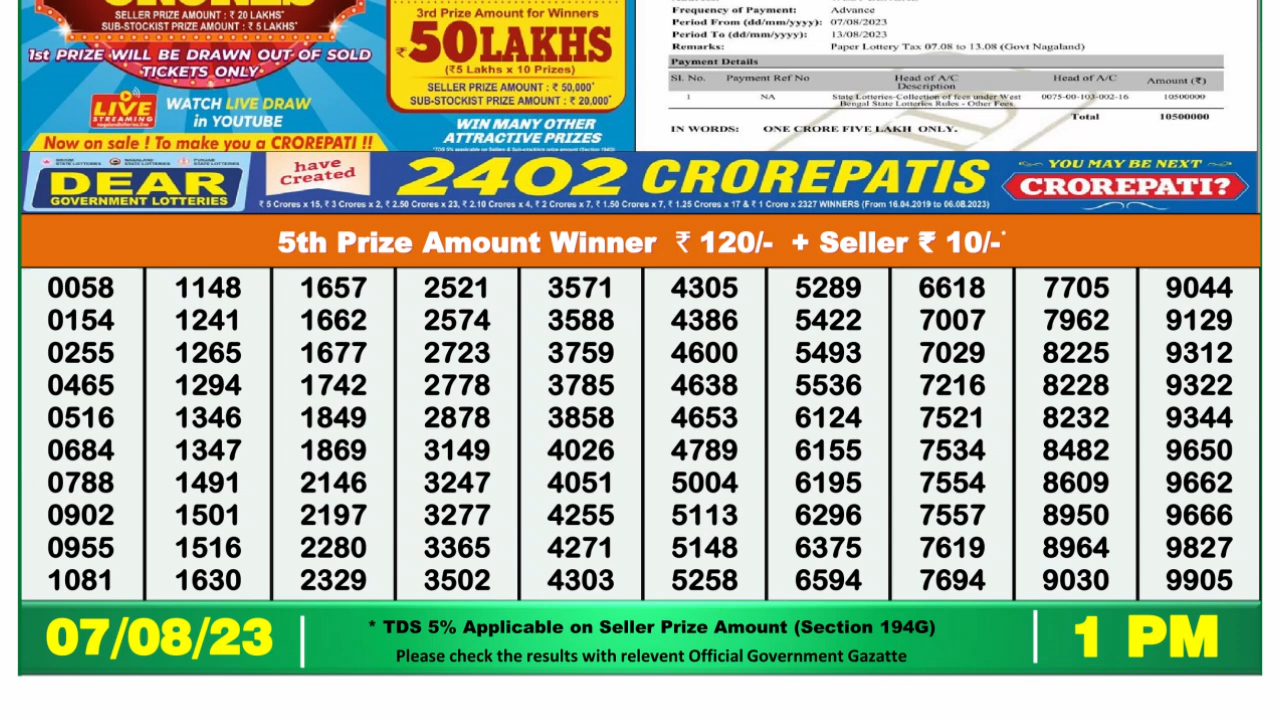 SELLER PRIZE AMOUNT : ₹ 20 LAKHS*
SUB-STOCKIST PRIZE AMOUNT : ₹ 5 LAKHS*
1st PRIZE WILL BE DRAWN OUT OF SOLD
TICKETS ONLY
LIVE
STREAMING
WATCH LIVE DRAW
in YOUTUBE
Now on sale ! To make you a CROREPATI !!
3rd Prize Amount for Winners
₹50LAKHS
(₹5 Lakhs x 10 Prizes)
SELLER PRIZE AMOUNT : ₹ 50,000*
SUB-STOCKIST PRIZE AMOUNT : ₹ 20,000*
WIN MANY OTHER
ATTRACTIVE PRIZES
Frequency of Payment: Advance
Period From (dd/mm/yyyy): 07/08/2023
Period To (dd/mm/yyyy): 13/08/2023
Remarks: Paper Lottery Tax 07.08 to 13.08 (Govt Nagaland)
Payment Details
Sl. No. Payment Ref No Head of A/C Description Head of A/C Amount (₹)
1 NA State Lotteries-Collection of fees under West Bengal State Lotteries Rules - Other Fees 0075-00-103-002-16 10500000
Total 10500000
IN WORDS: ONE CRORE FIVE LAKH ONLY.
DEAR
GOVERNMENT LOTTERIES
have
Created
2402 CROREPATIS
₹ 5 Crores x 15, ₹ 3 Crores x 2, ₹ 2.50 Crores x 23, ₹ 2.10 Crores x 4, ₹ 2 Crores x 7, ₹ 1.50 Crores x 7, ₹ 1.25 Crores x 17 & ₹ 1 Crore x 2327 WINNERS (From 16.04.2019 to 06.08.2023)
YOU MAY BE NEXT
CROREPATI?
5th Prize Amount Winner ₹ 120/- + Seller ₹ 10/-*
0058 1148 1657 2521 3571 4305 5289 6618 7705 9044
0154 1241 1662 2574 3588 4386 5422 7007 7962 9129
0255 1265 1677 2723 3759 4600 5493 7029 8225 9312
0465 1294 1742 2778 3785 4638 5536 7216 8228 9322
0516 1346 1849 2878 3858 4653 6124 7521 8232 9344
0684 1347 1869 3149 4026 4789 6155 7534 8482 9650
0788 1491 2146 3247 4051 5004 6195 7554 8609 9662
0902 1501 2197 3277 4255 5113 6296 7557 8950 9666
0955 1516 2280 3365 4271 5148 6375 7619 8964 9827
1081 1630 2329 3502 4303 5258 6594 7694 9030 9905
07/08/23
* TDS 5% Applicable on Seller Prize Amount (Section 194G)
Please check the results with relevent Official Government Gazatte
1 PM